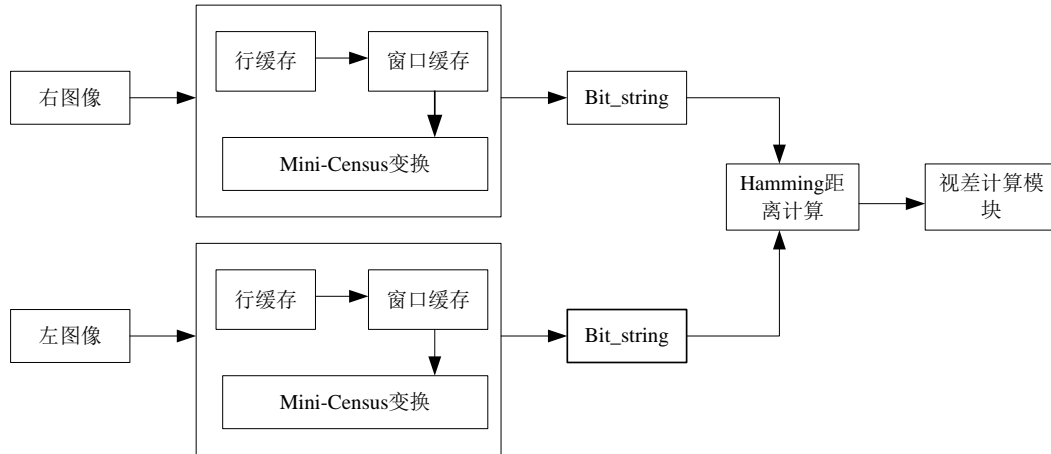 行缓存
窗口缓存
右图像
Mini-Census变换
Bit_string
Hamming距
离计算
视差计算模
块
行缓存
窗口缓存
左图像
Mini-Census变换
Bit_string